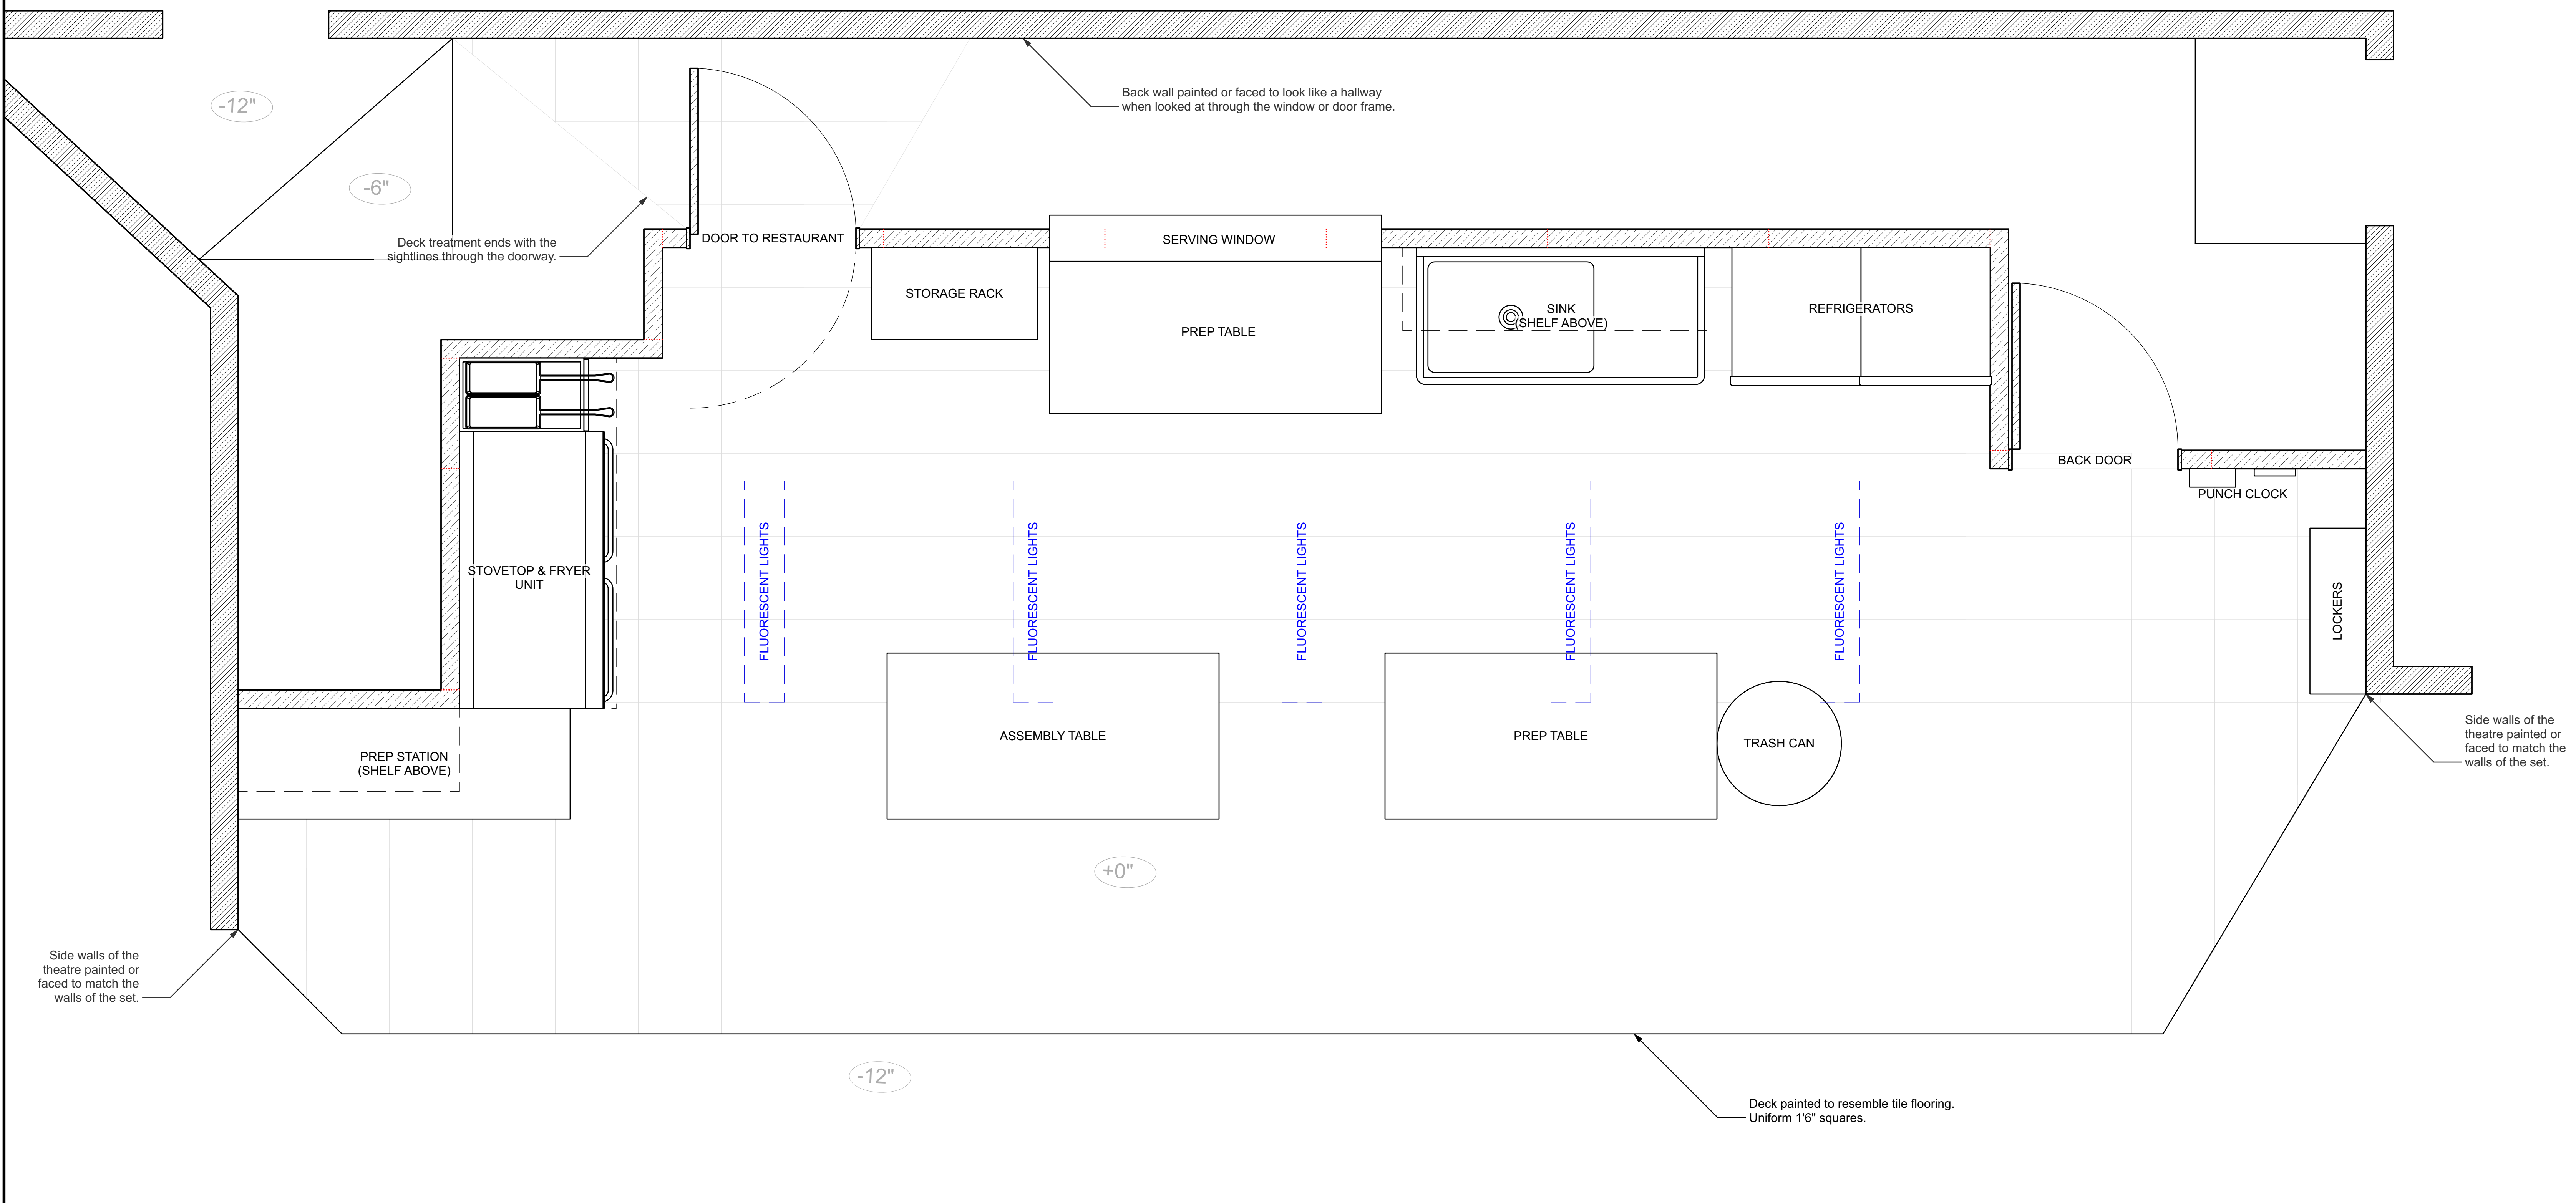 -12"
Back wall painted or faced to look like a hallway
when looked at through the window or door frame.
-6"
Deck treatment ends with the
sightlines through the doorway.
DOOR TO RESTAURANT
SERVING WINDOW
STORAGE RACK
PREP TABLE
SINK
(SHELF ABOVE)
REFRIGERATORS
BACK DOOR
PUNCH CLOCK
STOVETOP & FRYER
UNIT
FLUORESCENT LIGHTS
FLUORESCENT LIGHTS
FLUORESCENT LIGHTS
FLUORESCENT LIGHTS
FLUORESCENT LIGHTS
LOCKERS
PREP STATION
(SHELF ABOVE)
ASSEMBLY TABLE
PREP TABLE
TRASH CAN
Side walls of the
theatre painted or
faced to match the
walls of the set.
+0"
Side walls of the
theatre painted or
faced to match the
walls of the set.
-12"
Deck painted to resemble tile flooring.
Uniform 1'6" squares.